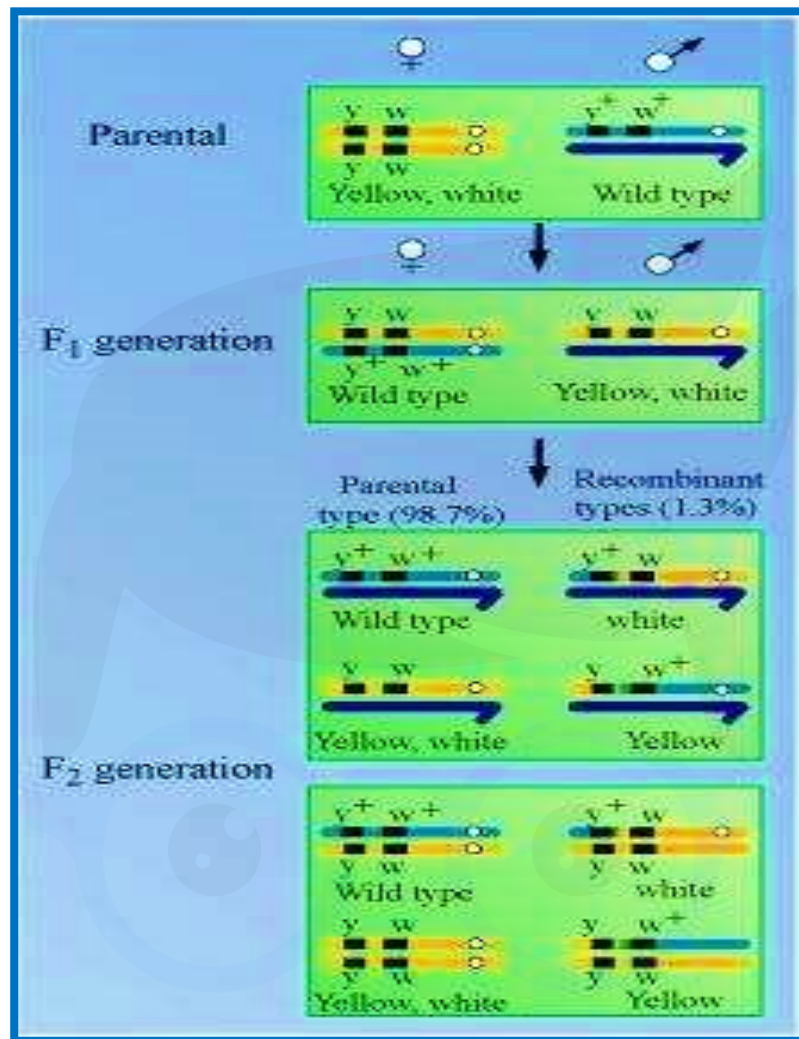 ♀ ♂
Parental
y w y⁺ w⁺
y w
Yellow, white Wild type
♀ ♂
F₁ generation
y w y w
y⁺ w⁺
Wild type Yellow, white
Parental Recombinant
type (98.7%) types (1.3%)
y⁺ w⁺ y⁺ w
Wild type white
y w y w⁺
Yellow, white Yellow
F₂ generation
y⁺ w⁺ y⁺ w
y w y w
Wild type white
y w y w⁺
y w y w
Yellow, white Yellow